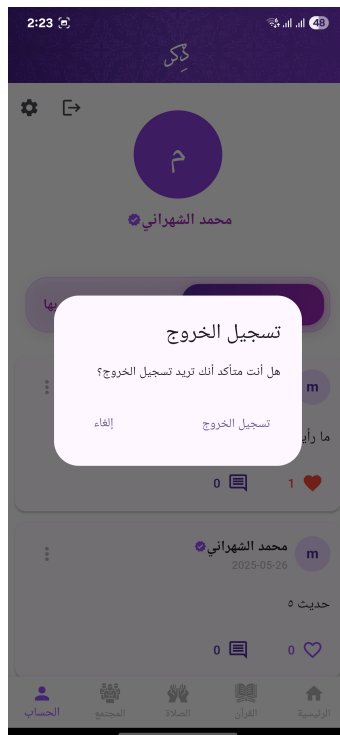 2:23
48
ذِكر
م
محمد الشهراني
بها
تسجيل الخروج
هل أنت متأكد أنك تريد تسجيل الخروج؟
تسجيل الخروج
إلغاء
m
ما
1
0
m
محمد الشهراني
2025-05-26
حديث ٥
0
0
الرئيسية
القرآن
الصلاة
المجتمع
الحساب